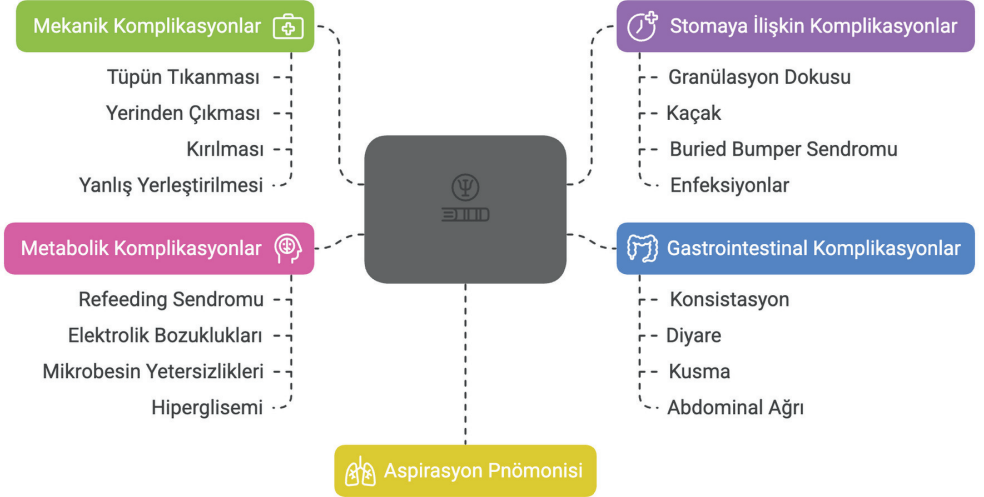 Mekanik Komplikasyonlar
Tüpün Tıkanması
Yerinden Çıkması
Kırılması
Yanlış Yerleştirilmesi
Metabolik Komplikasyonlar
Refeeding Sendromu
Elektrolik Bozuklukları
Mikrobesin Yetersizlikleri
Hiperglisemi
Stomaya İlişkin Komplikasyonlar
Granülasyon Dokusu
Kaçak
Buried Bumper Sendromu
Enfeksiyonlar
Gastrointestinal Komplikasyonlar
Konsistasyon
Diyare
Kusma
Abdominal Ağrı
Aspirasyon Pnömonisi